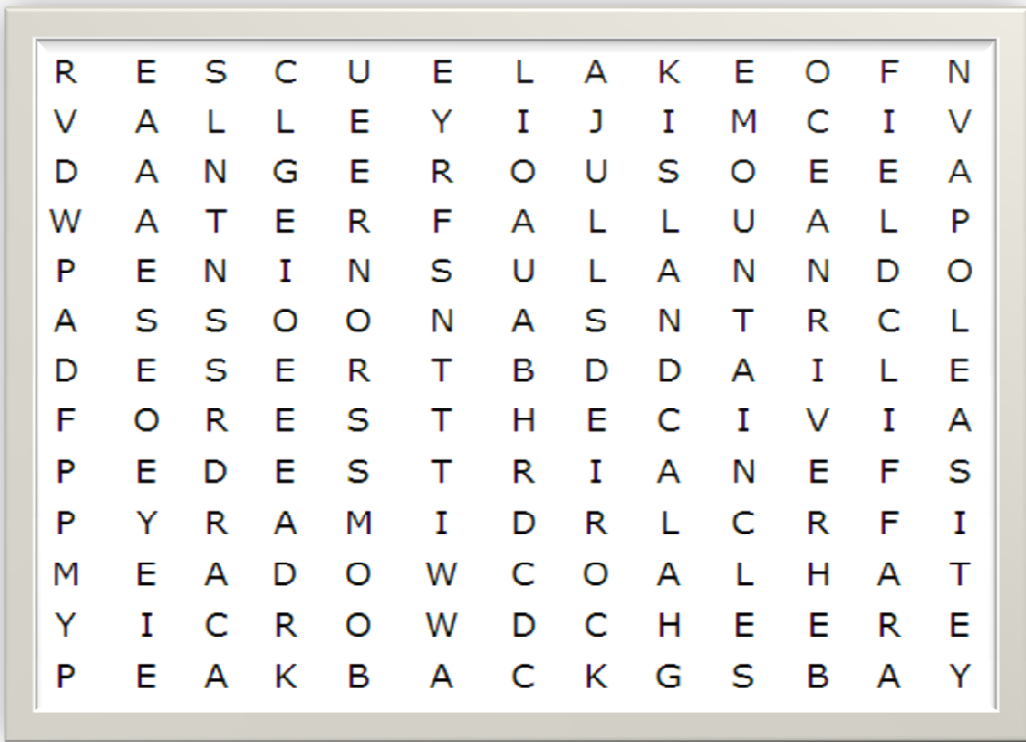 R E S C U E L A K E O F N
V A L L E Y I J I M C I V
D A N G E R O U S O E E A
W A T E R F A L L U A L P
P E N I N S U L A N N D O
A S S O O N A S N T R C L
D E S E R T B D D A I L E
F O R E S T H E C I V I A
P E D E S T R I A N E F S
P Y R A M I D R L C R F I
M E A D O W C O A L H A T
Y I C R O W D C H E E R E
P E A K B A C K G S B A Y